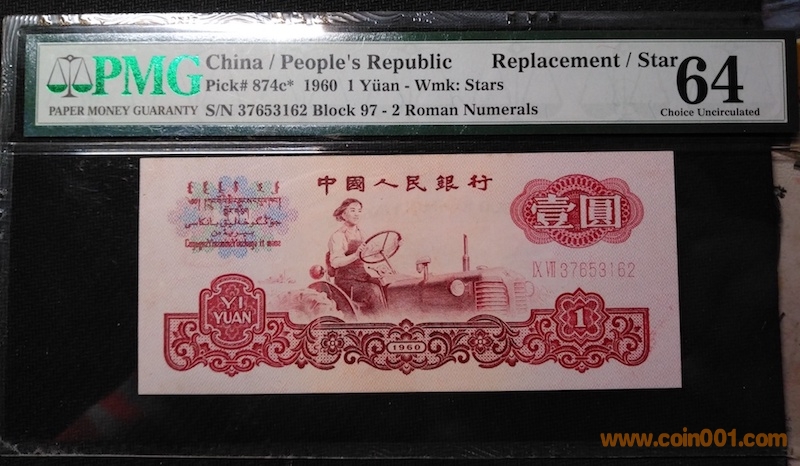 PMG
PAPER MONEY GUARANTY
China / People's Republic
Replacement / Star
Pick# 874c* 1960 1 Yüan - Wmk: Stars
S/N 37653162 Block 97 - 2 Roman Numerals
64
Choice Uncirculated
中國人民銀行
壹圓
IX VII 37653162
YI
YUAN
1960
1
www.coin001.com